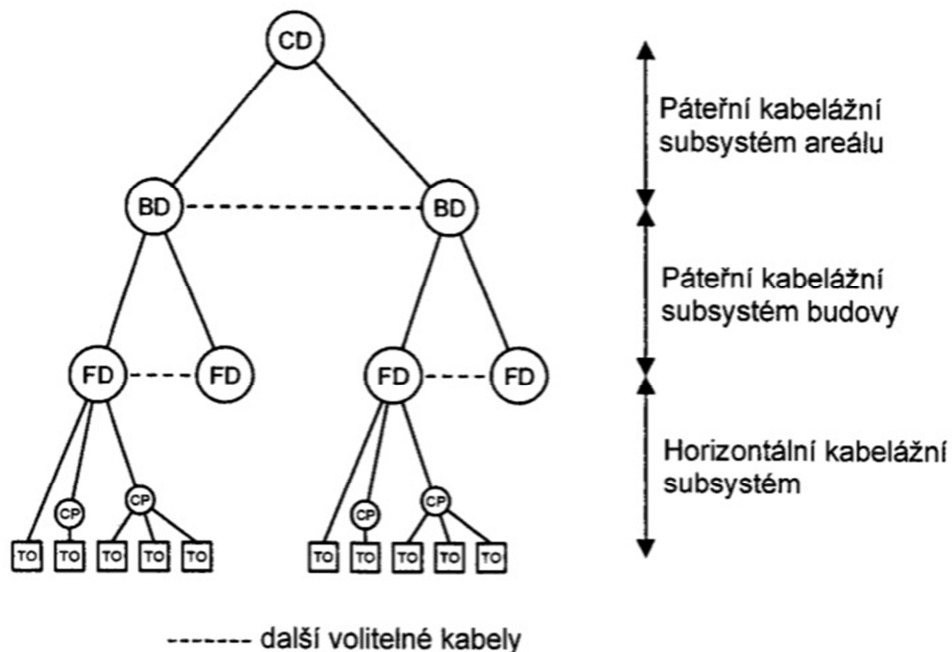 CD
Páteřní kabelážní
subsystém areálu
BD BD
Páteřní kabelážní
subsystém budovy
FD FD FD FD
Horizontální kabelážní
subsystém
CP CP CP CP
TO TO TO TO TO TO TO TO TO TO
další volitelné kabely